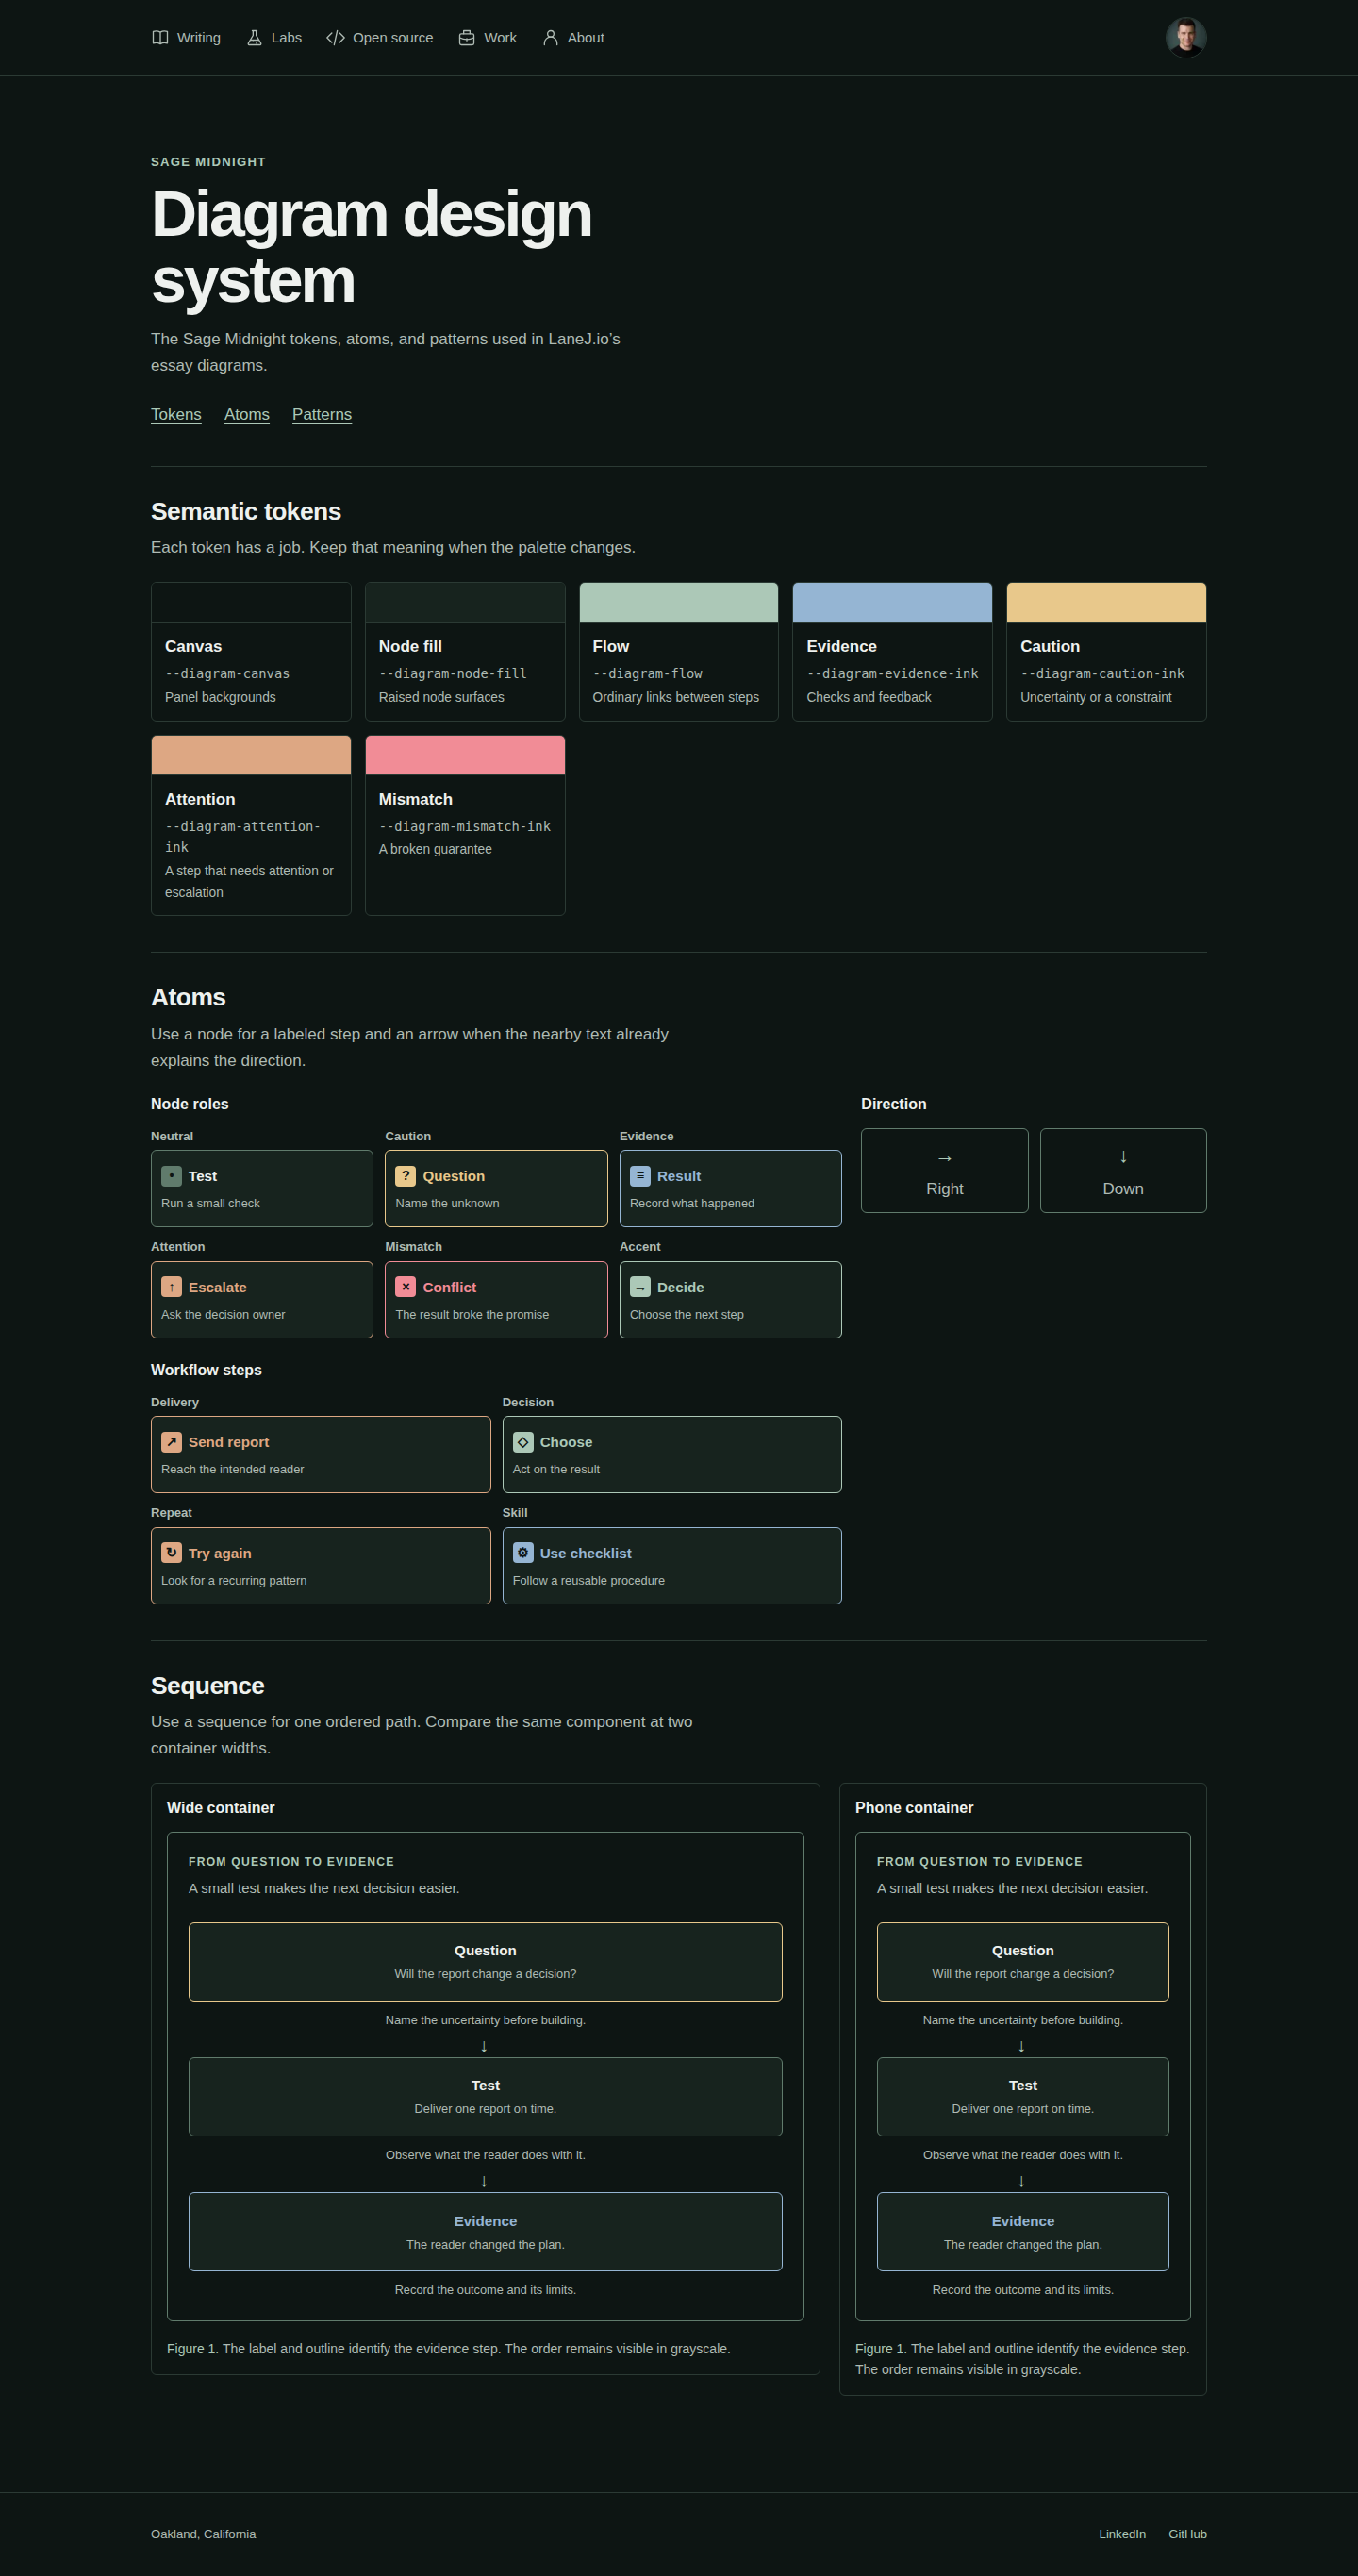 Writing Labs Open source Work About
SAGE MIDNIGHT
Diagram design
system
The Sage Midnight tokens, atoms, and patterns used in LaneJ.io’s
essay diagrams.
Tokens Atoms Patterns
Semantic tokens
Each token has a job. Keep that meaning when the palette changes.
Canvas
--diagram-canvas
Panel backgrounds
Node fill
--diagram-node-fill
Raised node surfaces
Flow
--diagram-flow
Ordinary links between steps
Evidence
--diagram-evidence-ink
Checks and feedback
Caution
--diagram-caution-ink
Uncertainty or a constraint
Attention
--diagram-attention-
ink
A step that needs attention or
escalation
Mismatch
--diagram-mismatch-ink
A broken guarantee
Atoms
Use a node for a labeled step and an arrow when the nearby text already
explains the direction.
Node roles
Neutral
• Test
Run a small check
Caution
? Question
Name the unknown
Evidence
≡ Result
Record what happened
Attention
↑ Escalate
Ask the decision owner
Mismatch
× Conflict
The result broke the promise
Accent
→ Decide
Choose the next step
Direction
→
Right
↓
Down
Workflow steps
Delivery
↗ Send report
Reach the intended reader
Decision
◇ Choose
Act on the result
Repeat
↻ Try again
Look for a recurring pattern
Skill
⚙ Use checklist
Follow a reusable procedure
Sequence
Use a sequence for one ordered path. Compare the same component at two
container widths.
Wide container
FROM QUESTION TO EVIDENCE
A small test makes the next decision easier.
Question
Will the report change a decision?
Name the uncertainty before building.
↓
Test
Deliver one report on time.
Observe what the reader does with it.
↓
Evidence
The reader changed the plan.
Record the outcome and its limits.
Figure 1. The label and outline identify the evidence step. The order remains visible in grayscale.
Phone container
FROM QUESTION TO EVIDENCE
A small test makes the next decision easier.
Question
Will the report change a decision?
Name the uncertainty before building.
↓
Test
Deliver one report on time.
Observe what the reader does with it.
↓
Evidence
The reader changed the plan.
Record the outcome and its limits.
Figure 1. The label and outline identify the evidence step.
The order remains visible in grayscale.
Oakland, California
LinkedIn GitHub